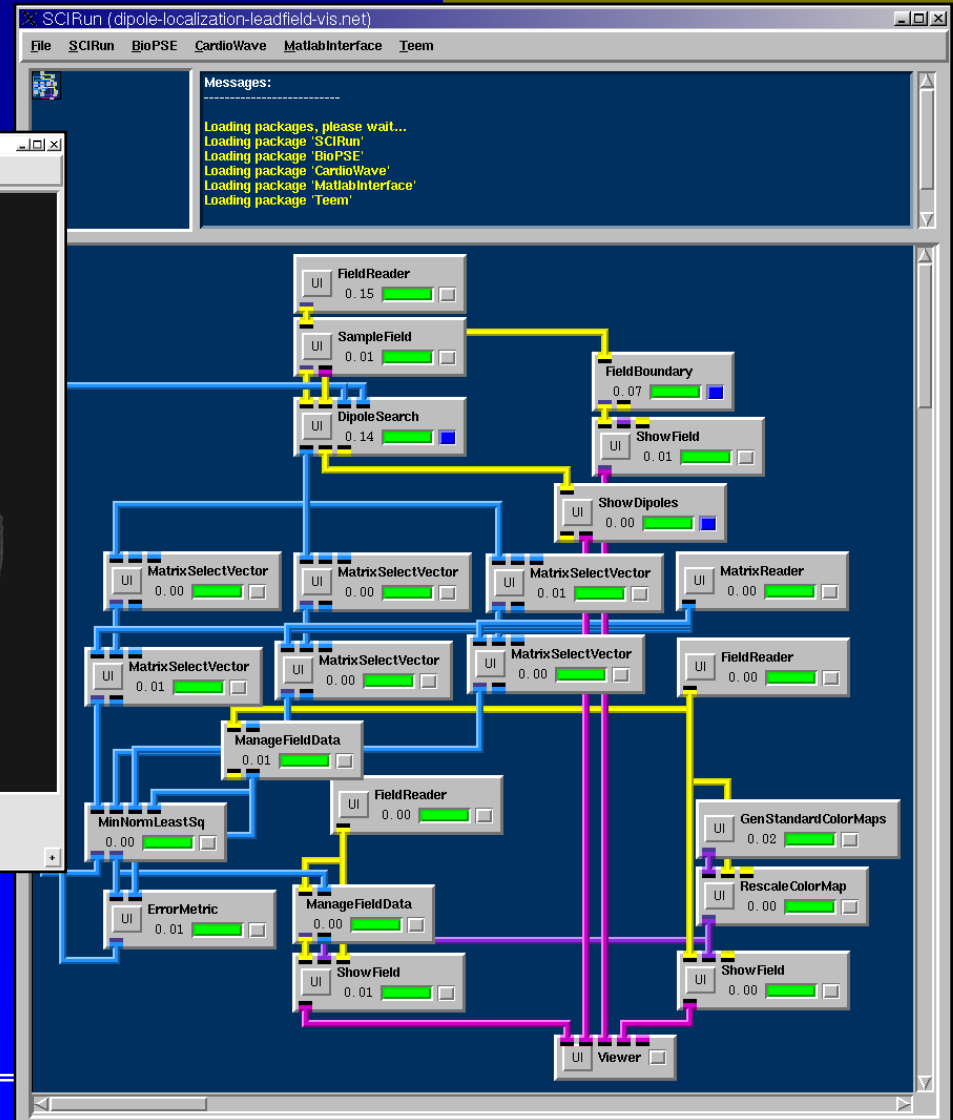 SCIRun (dipole-localization-leadfield-vis.net)
File SCIRun BioPSE CardioWave MatlabInterface Teem
Messages:
--------------------------
Loading packages, please wait...
Loading package 'SCIRun'
Loading package 'BioPSE'
Loading package 'CardioWave'
Loading package 'MatlabInterface'
Loading package 'Teem'
UI FieldReader
0.15
UI SampleField
0.01
FieldBoundary
0.07
UI DipoleSearch
0.14
UI ShowField
0.01
UI ShowDipoles
0.00
UI MatrixSelectVector
0.00
UI MatrixSelectVector
0.00
UI MatrixSelectVector
0.01
UI MatrixReader
0.00
UI MatrixSelectVector
0.01
UI MatrixSelectVector
0.00
UI MatrixSelectVector
0.00
UI FieldReader
0.00
ManageFieldData
0.01
UI FieldReader
0.00
MinNormLeastSq
0.00
UI GenStandardColorMaps
0.02
UI RescaleColorMap
0.00
UI ErrorMetric
0.01
ManageFieldData
0.00
UI ShowField
0.01
UI ShowField
0.00
UI Viewer